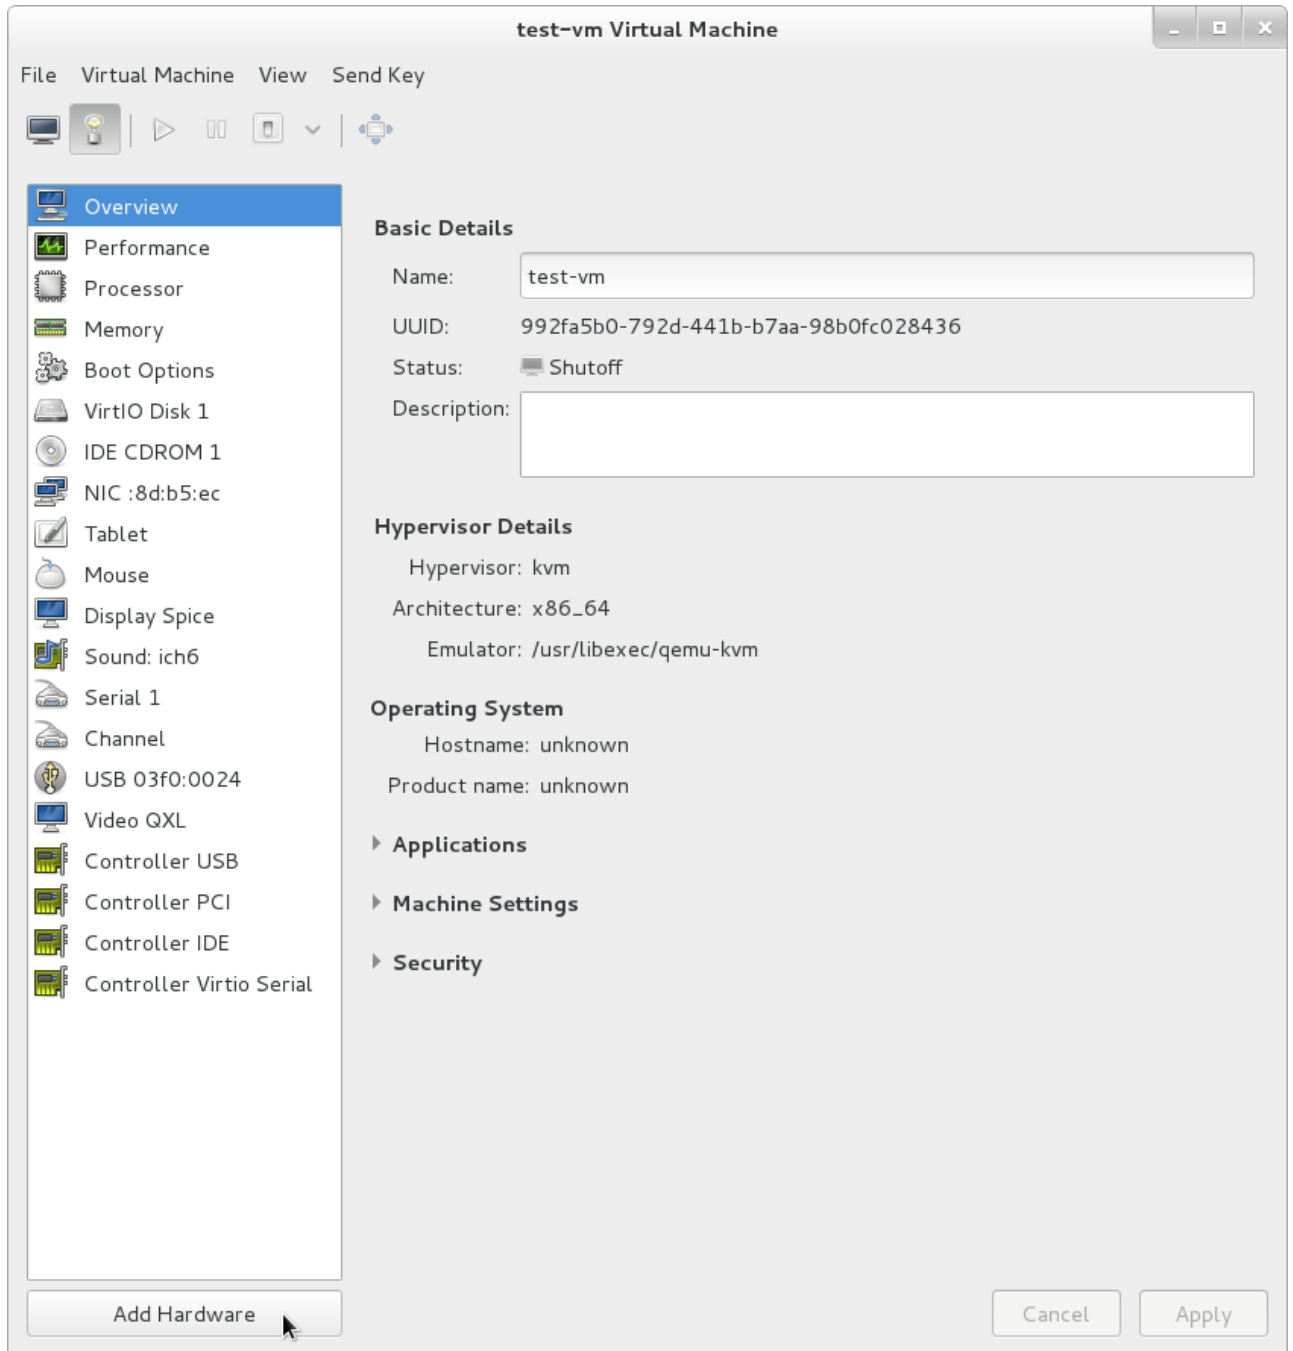 test-vm Virtual Machine
File Virtual Machine View Send Key
Overview
Performance
Processor
Memory
Boot Options
VirtIO Disk 1
IDE CDROM 1
NIC :8d:b5:ec
Tablet
Mouse
Display Spice
Sound: ich6
Serial 1
Channel
USB 03f0:0024
Video QXL
Controller USB
Controller PCI
Controller IDE
Controller Virtio Serial
Add Hardware
Basic Details
Name: test-vm
UUID: 992fa5b0-792d-441b-b7aa-98b0fc028436
Status: Shutoff
Description:
Hypervisor Details
Hypervisor: kvm
Architecture: x86_64
Emulator: /usr/libexec/qemu-kvm
Operating System
Hostname: unknown
Product name: unknown
Applications
Machine Settings
Security
Cancel Apply